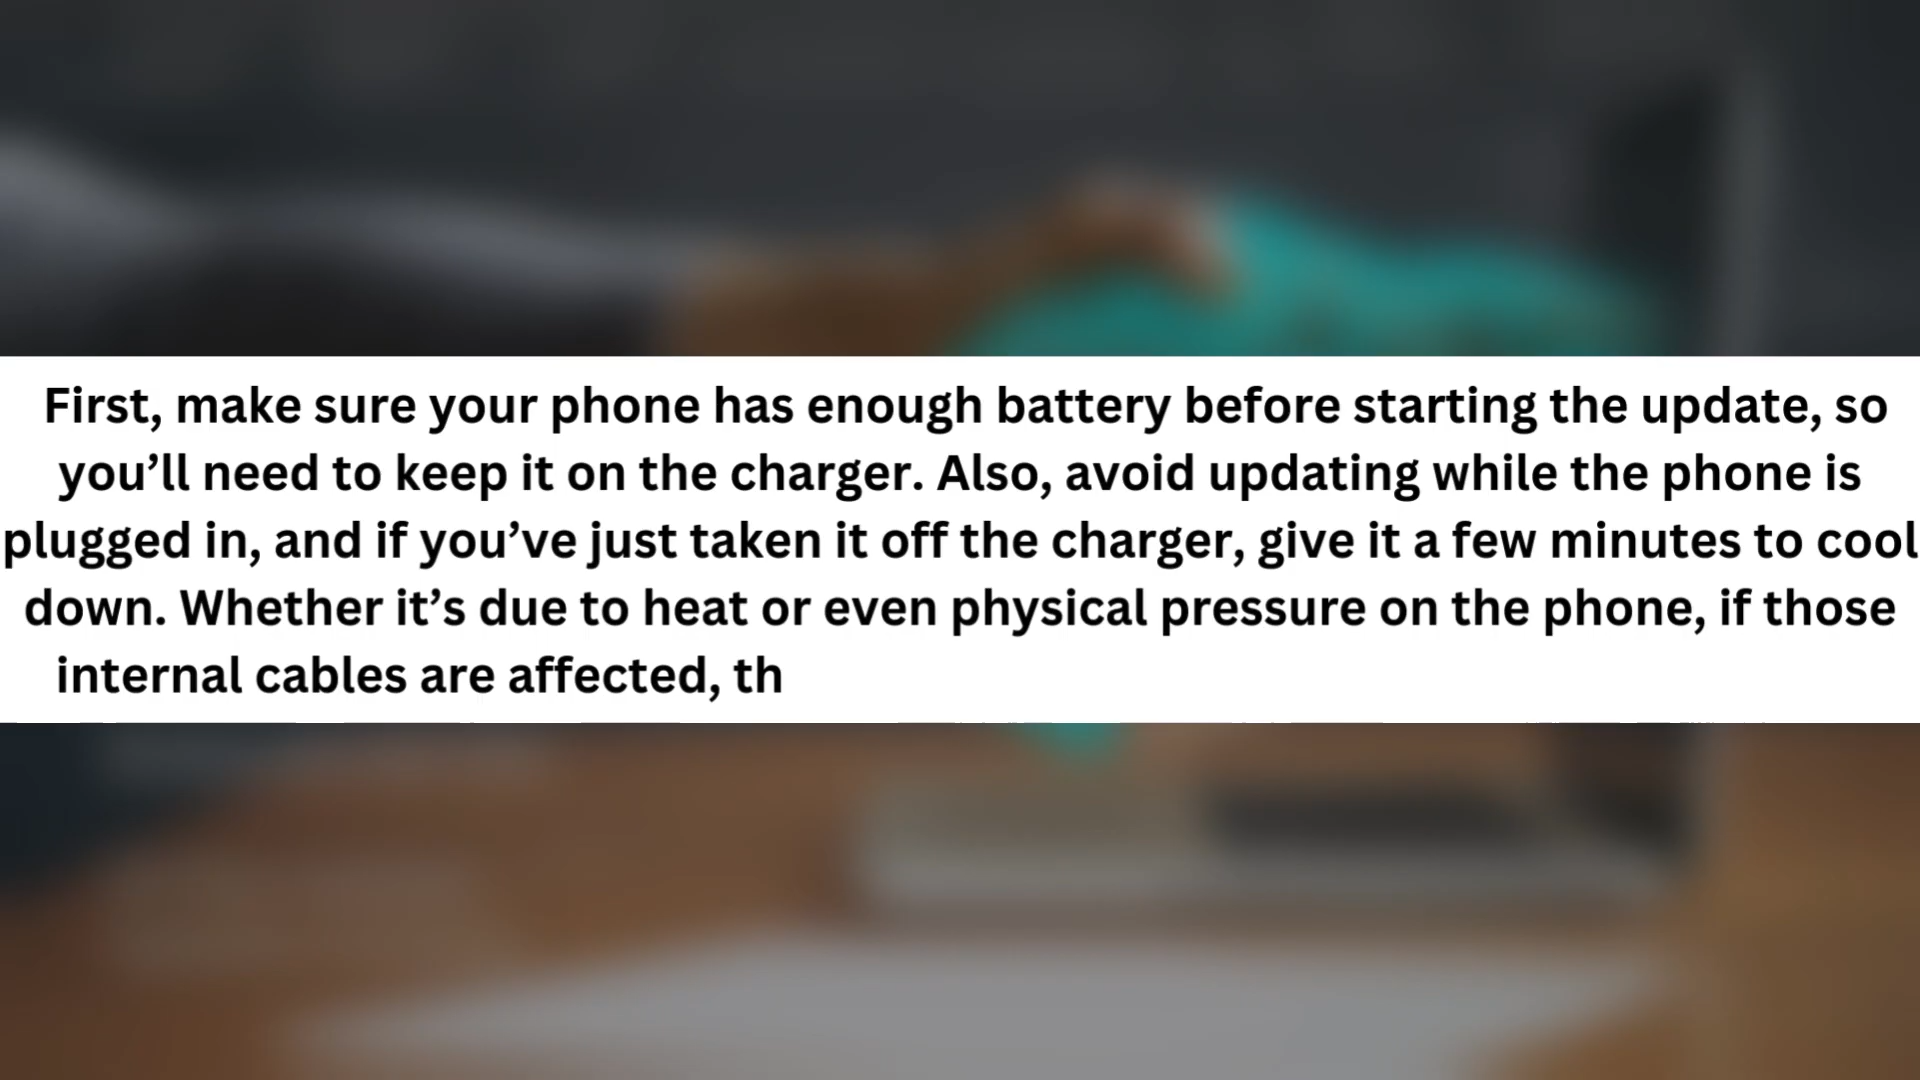 First, make sure your phone has enough battery before starting the update, so
you’ll need to keep it on the charger. Also, avoid updating while the phone is
plugged in, and if you’ve just taken it off the charger, give it a few minutes to cool
down. Whether it’s due to heat or even physical pressure on the phone, if those
internal cables are affected, th